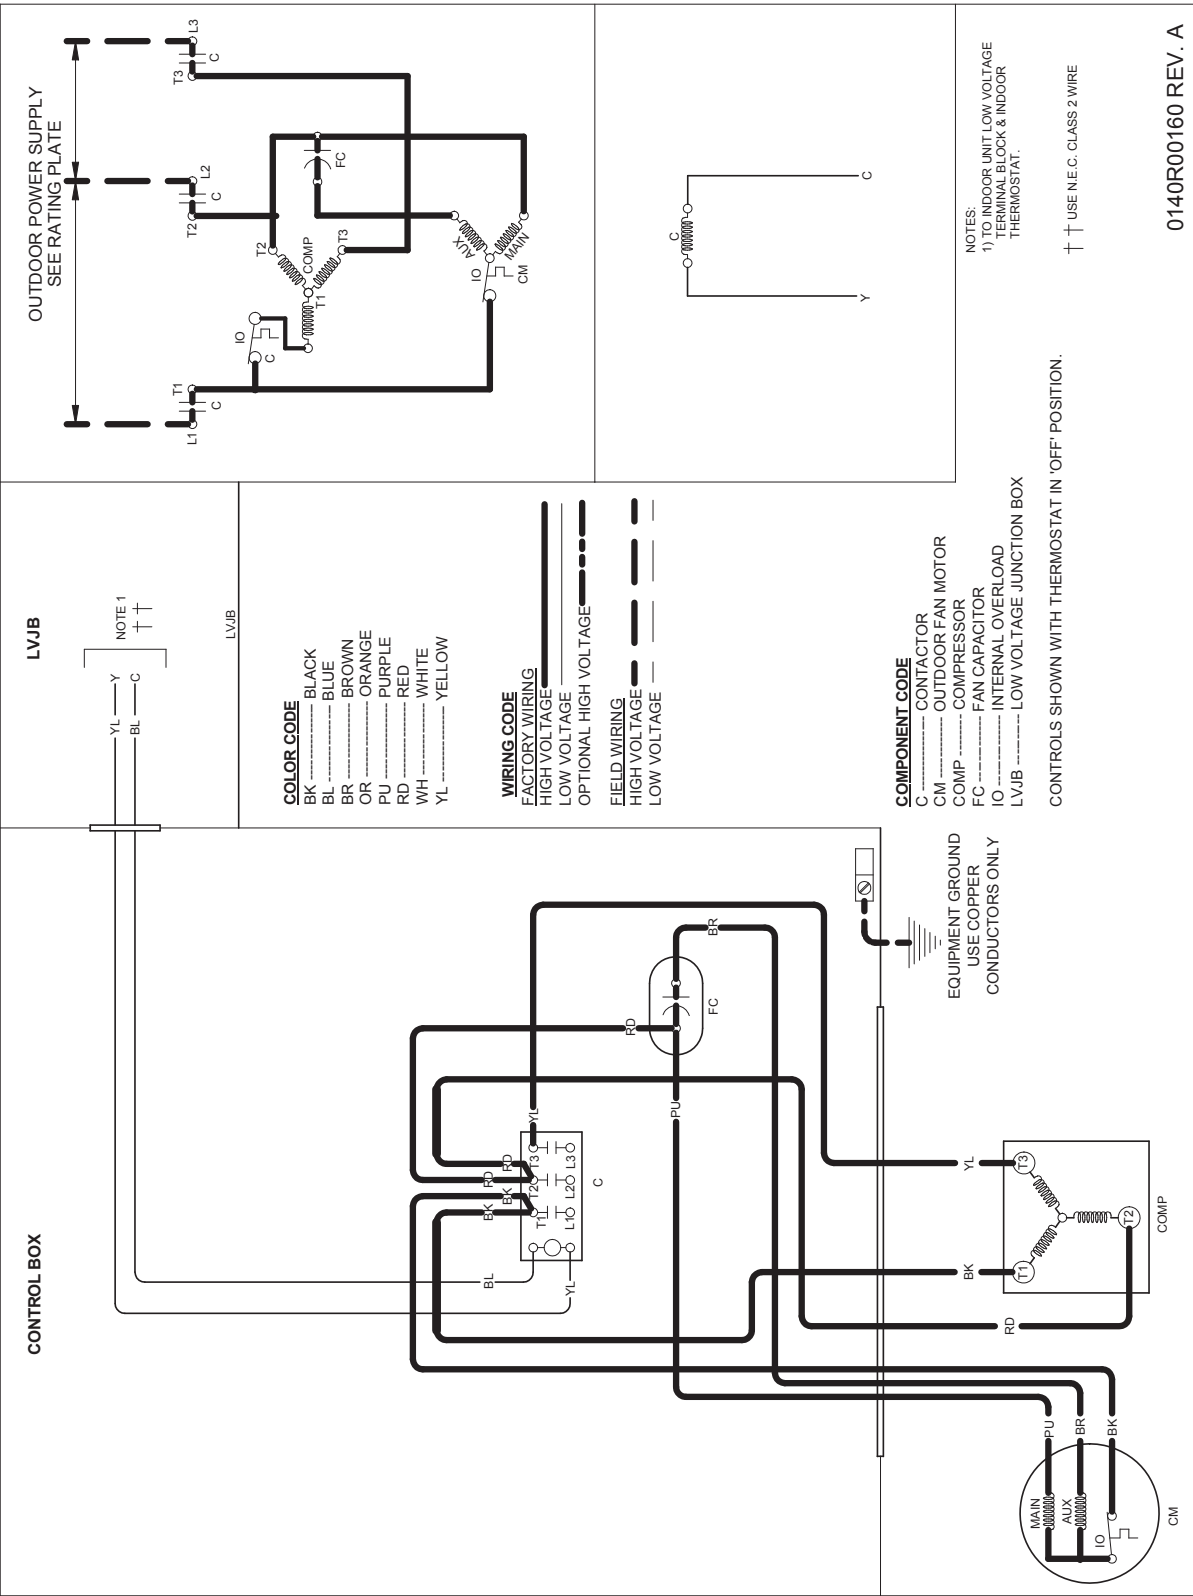 CONTROL BOX
BL
YL
BK
BK
RD
RD
YL
T1
T2
T3
L1
L2
L3
C
RD
PU
BR
FC
BK
YL
RD
T1
T2
T3
COMP
PU
BR
BK
MAIN
AUX
IO
CM
EQUIPMENT GROUND
USE COPPER
CONDUCTORS ONLY
LVJB
YL
Y
BL
C
NOTE 1
††
LVJB
COLOR CODE
BK ---------- BLACK
BL ---------- BLUE
BR ---------- BROWN
OR ---------- ORANGE
PU ---------- PURPLE
RD ---------- RED
WH ---------- WHITE
YL ---------- YELLOW
WIRING CODE
FACTORY WIRING
HIGH VOLTAGE
LOW VOLTAGE
OPTIONAL HIGH VOLTAGE
FIELD WIRING
HIGH VOLTAGE
LOW VOLTAGE
COMPONENT CODE
C ---------- CONTACTOR
CM ---------- OUTDOOR FAN MOTOR
COMP ---------- COMPRESSOR
FC ---------- FAN CAPACITOR
IO ---------- INTERNAL OVERLOAD
LVJB ---------- LOW VOLTAGE JUNCTION BOX
CONTROLS SHOWN WITH THERMOSTAT IN 'OFF' POSITION.
OUTDOOR POWER SUPPLY
SEE RATING PLATE
L1
C
T1
L2
C
T2
L3
C
T3
IO
C
T2
COMP
T3
T1
FC
AUX
MAIN
IO
CM
C
Y
C
NOTES:
1) TO INDOOR UNIT LOW VOLTAGE
TERMINAL BLOCK & INDOOR
THERMOSTAT.
†† USE N.E.C. CLASS 2 WIRE
0140R00160 REV. A